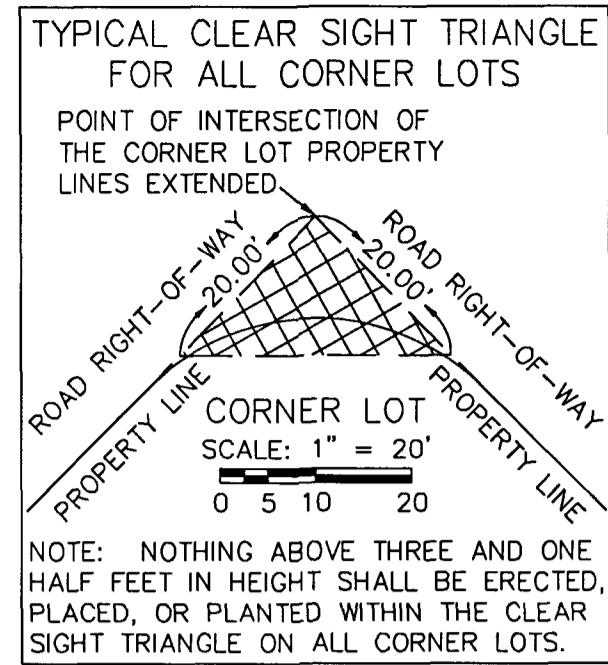 TYPICAL CLEAR SIGHT TRIANGLE
FOR ALL CORNER LOTS
POINT OF INTERSECTION OF
THE CORNER LOT PROPERTY
LINES EXTENDED
ROAD RIGHT-OF-WAY
20.00'
20.00'
ROAD RIGHT-OF-WAY
PROPERTY LINE
PROPERTY LINE
CORNER LOT
SCALE: 1" = 20'
0 5 10 20
NOTE: NOTHING ABOVE THREE AND ONE
HALF FEET IN HEIGHT SHALL BE ERECTED,
PLACED, OR PLANTED WITHIN THE CLEAR
SIGHT TRIANGLE ON ALL CORNER LOTS.